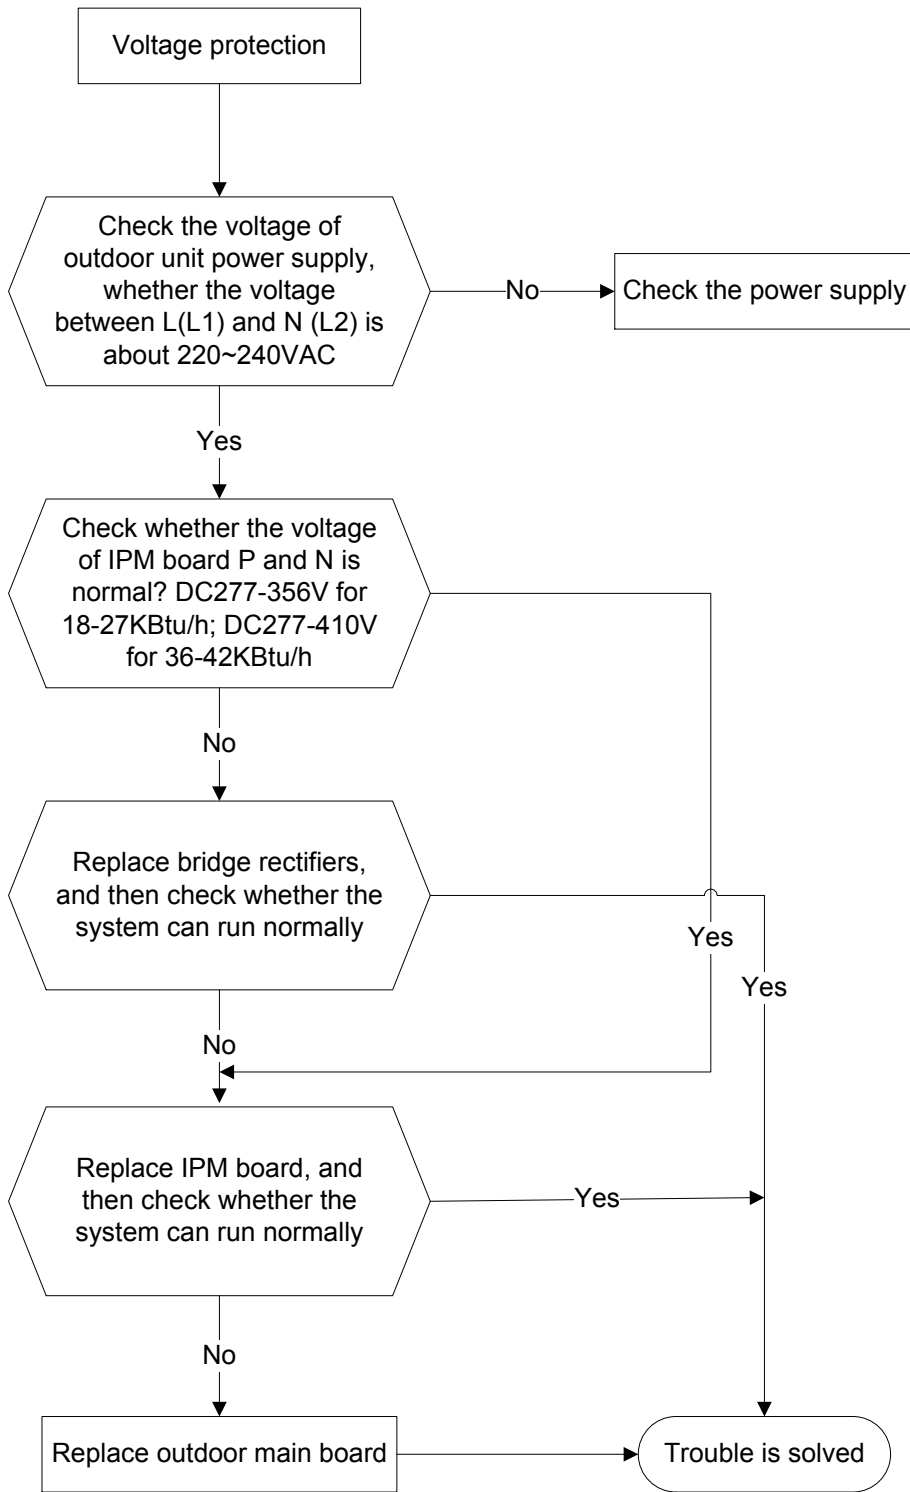 Voltage protection
Check the voltage of
outdoor unit power supply,
whether the voltage
between L(L1) and N (L2) is
about 220~240VAC
No
Check the power supply
Yes
Check whether the voltage
of IPM board P and N is
normal? DC277-356V for
18-27KBtu/h; DC277-410V
for 36-42KBtu/h
No
Replace bridge rectifiers,
and then check whether the
system can run normally
Yes
Yes
No
Replace IPM board, and
then check whether the
system can run normally
Yes
No
Replace outdoor main board
Trouble is solved